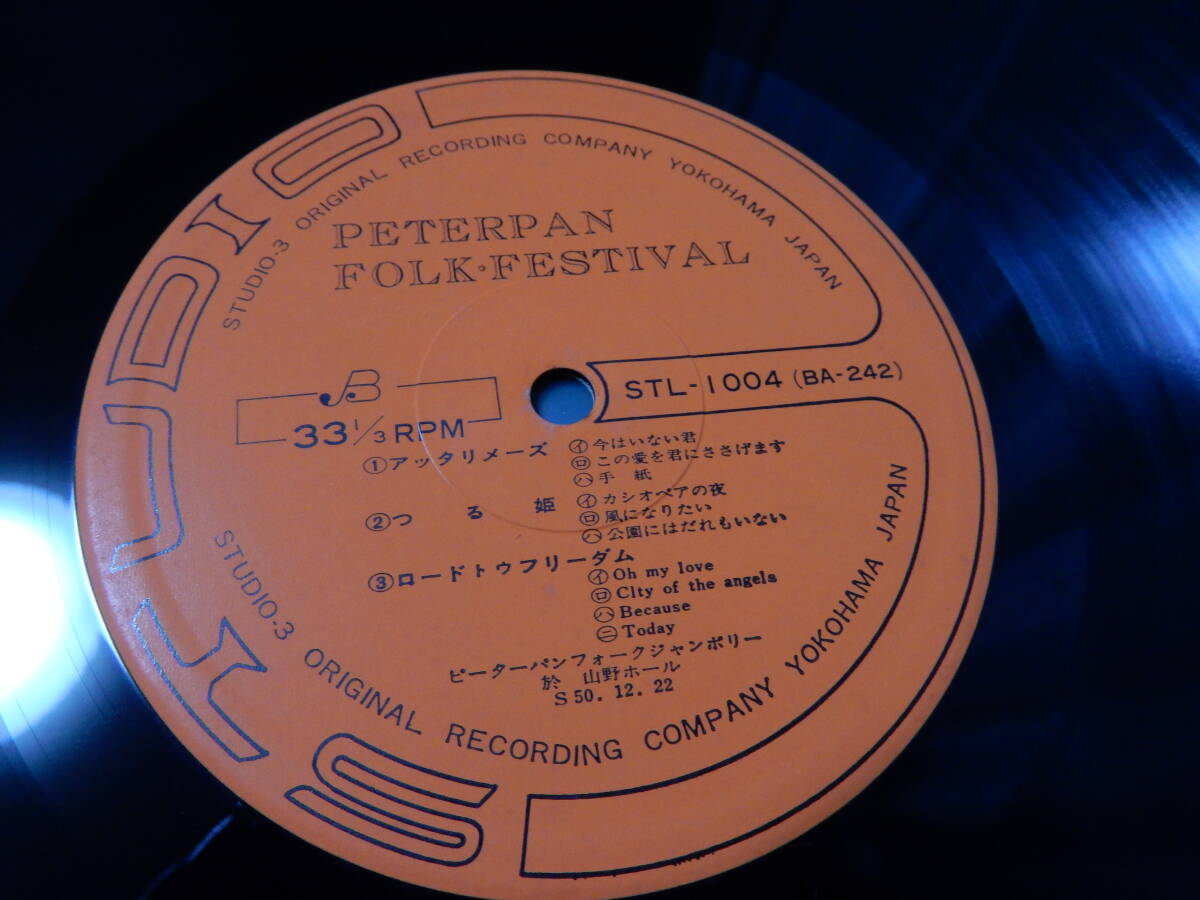 STUDIO
STUDIO-3 ORIGINAL RECORDING COMPANY YOKOHAMA JAPAN
PETERPAN
FOLK・FESTIVAL
STL-1004 (BA-242)
33 1/3 RPM
①アッタリメーズ ㋑今はいない君
㋺この愛を君にささげます
㋩手紙
②つる姫 ㋑カシオペアの夜
㋺風になりたい
㋩公園にはだれもいない
③ロードトゥフリーダム
㋑Oh my love
㋺CIty of the angels
㋩Because
㋥Today
ピーターパンフォークジャンボリー
於 山野ホール
S50.12.22
STUDIO-3 ORIGINAL RECORDING COMPANY YOKOHAMA JAPAN